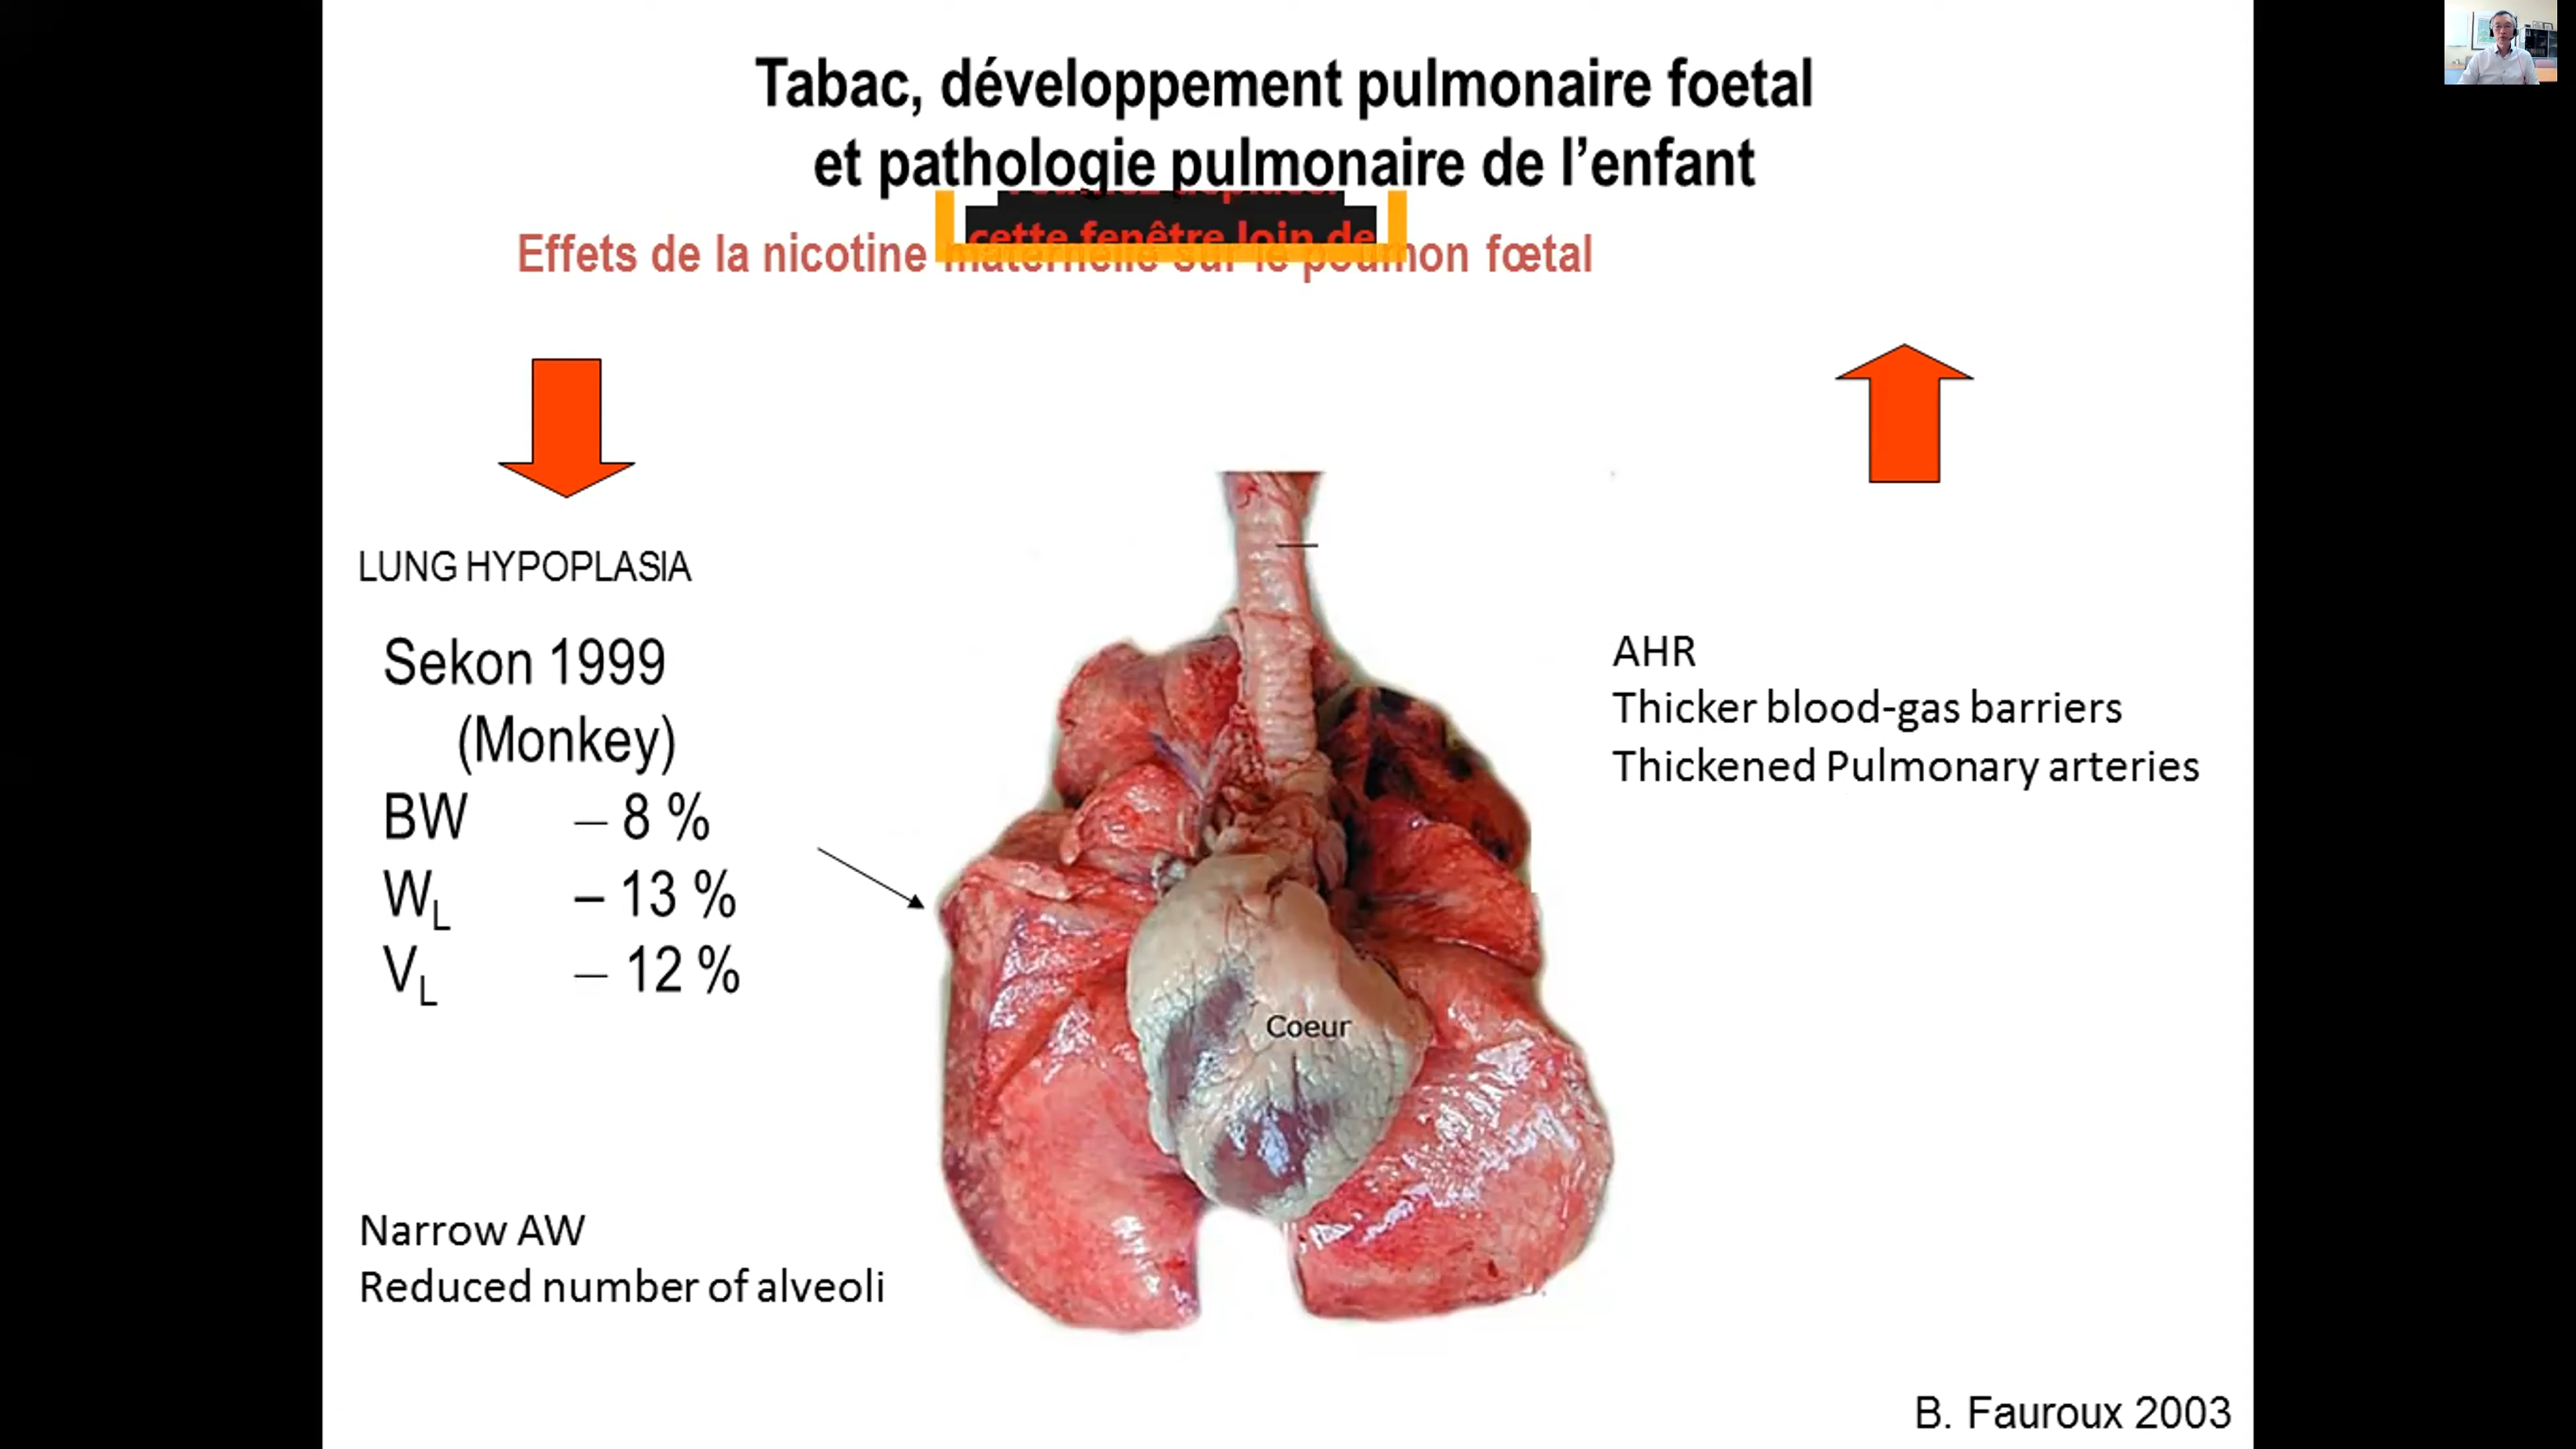 Tabac, développement pulmonaire foetal
et pathologie pulmonaire de l’enfant
cette fenêtre loin de
Effets de la nicotine maternelle sur le poumon fœtal
LUNG HYPOPLASIA
Sekon 1999
(Monkey)
BW – 8 %
WL – 13 %
VL – 12 %
Narrow AW
Reduced number of alveoli
AHR
Thicker blood-gas barriers
Thickened Pulmonary arteries
Coeur
B. Fauroux 2003